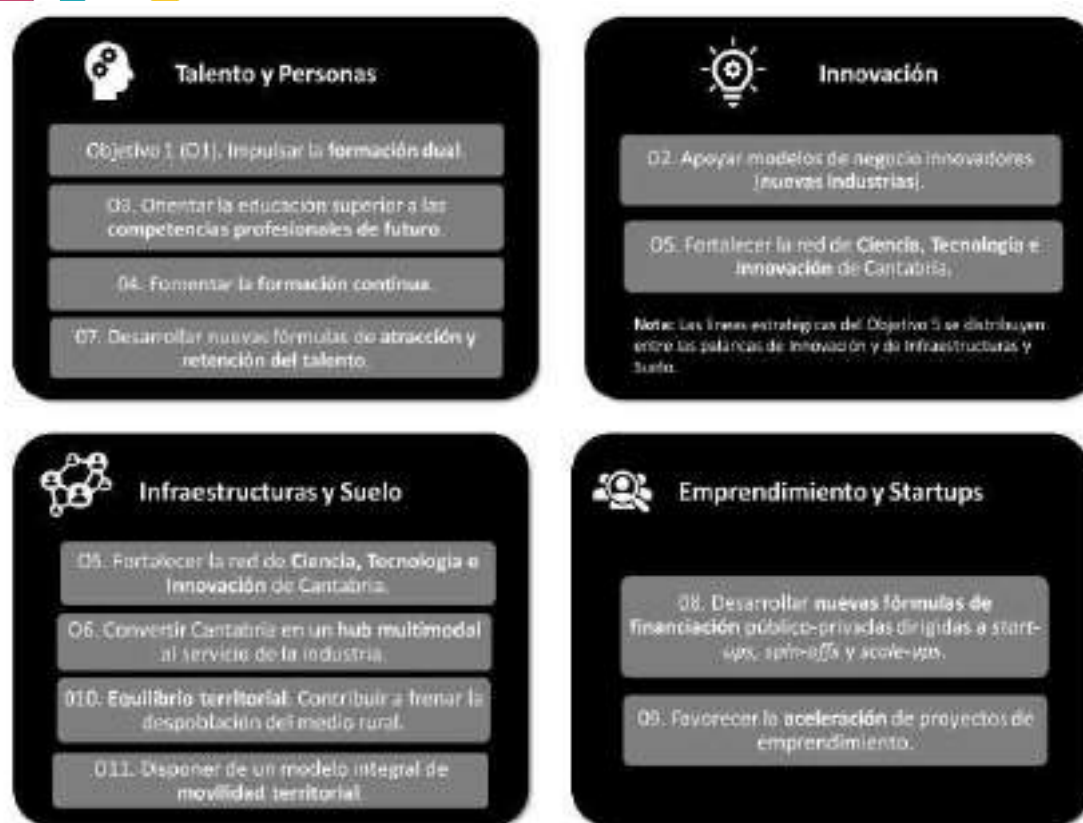 Talento y Personas
Objetivo 1 (O1). Impulsar la formación dual.
O3. Orientar la educación superior a las
competencias profesionales de futuro.
04. Fomentar la formación continua.
O7. Desarrollar nuevas fórmulas de atracción y
retención del talento.
Innovación
O2. Apoyar modelos de negocio innovadores
(nuevas industrias).
O5. Fortalecer la red de Ciencia, Tecnología e
Innovación de Cantabria.
Nota: Las líneas estratégicas del Objetivo 5 se distribuyen
entre las palancas de Innovación y de Infraestructuras y
Suelo.
Infraestructuras y Suelo
O5. Fortalecer la red de Ciencia, Tecnología e
Innovación de Cantabria.
O6. Convertir Cantabria en un hub multimodal
al servicio de la industria.
010. Equilibrio territorial. Contribuir a frenar la
despoblación del medio rural.
O11. Disponer de un modelo integral de
movilidad territorial.
Emprendimiento y Startups
08. Desarrollar nuevas fórmulas de
financiación público-privadas dirigidas a start-
ups, spin-offs y scale-ups.
O9. Favorecer la aceleración de proyectos de
emprendimiento.